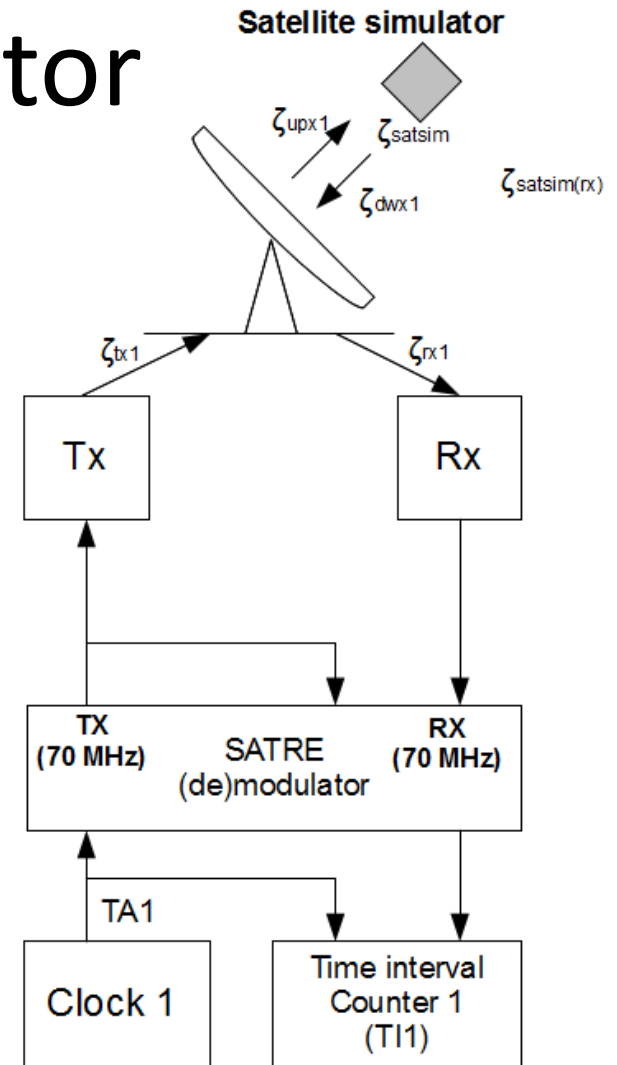 Satellite simulator
tor
ζupx1
ζsatsim
ζdwx1
ζsatsim(rx)
ζtx1
ζrx1
Tx
Rx
TX
(70 MHz)
SATRE
(de)modulator
RX
(70 MHz)
TA1
Clock 1
Time interval
Counter 1
(TI1)